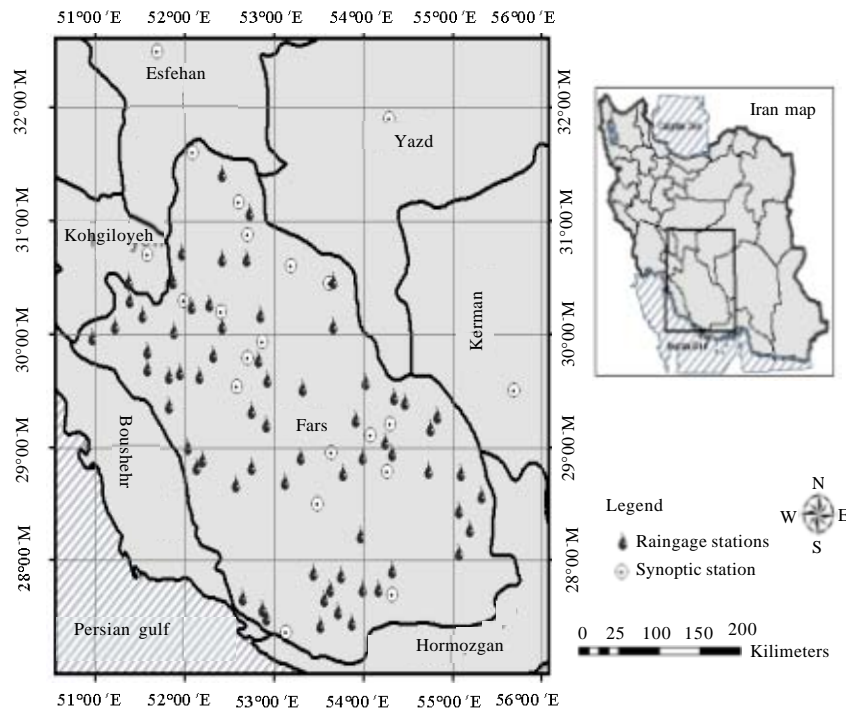 51°00 ′E 52°00 ′E 53°00 ′E 54°00 ′E 55°00 ′E 56°00 ′E
Esfehan
32°00 ′M
32°00 ′M
Iran map
Yazd
31°00 ′M
31°00 ′M
Kohgiloyeh
Kerman
30°00 ′M
30°00 ′M
Boushehr
Fars
29°00 ′M
29°00 ′M
Legend
N
W E
S
Raingage stations
Synoptic station
28°00 ′M
28°00 ′M
Persian gulf
Hormozgan
0 25 100 150 200
Kilimeters
51°00 ′E 52°00 ′E 53°00 ′E 54°00 ′E 55°00 ′E 56°00 ′E